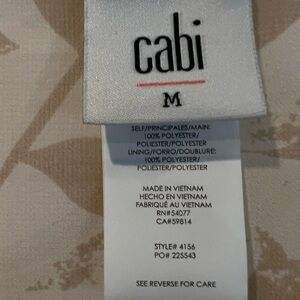 cabi
M
SELF/PRINCIPALES/MAIN:
100% POLYESTER/
POLIESTER/POLYESTER
LINING/FORRO/DOUBLURE:
100% POLYESTER/
POLIESTER/POLYESTER
MADE IN VIETNAM
HECHO EN VIETNAM
FABRIQUÉ AU VIETNAM
RN#54077
CA#59814
STYLE# 4156
PO# 225543
SEE REVERSE FOR CARE